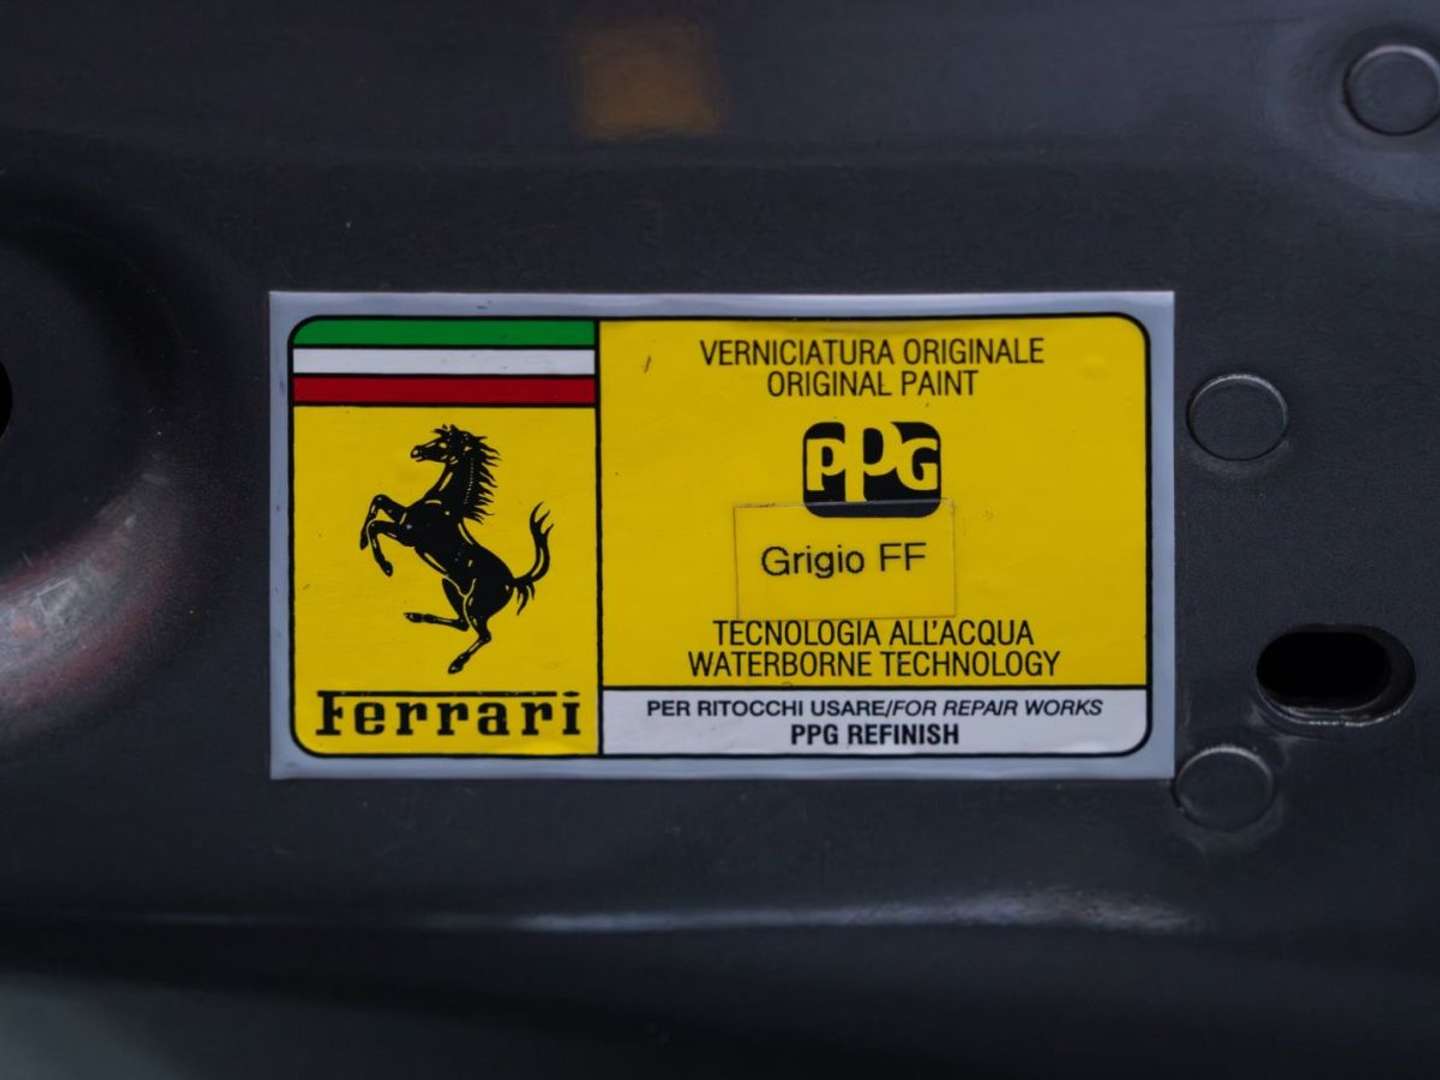 Ferrari
VERNICIATURA ORIGINALE
ORIGINAL PAINT
PPG
Grigio FF
TECNOLOGIA ALL'ACQUA
WATERBORNE TECHNOLOGY
PER RITOCCHI USARE/FOR REPAIR WORKS
PPG REFINISH